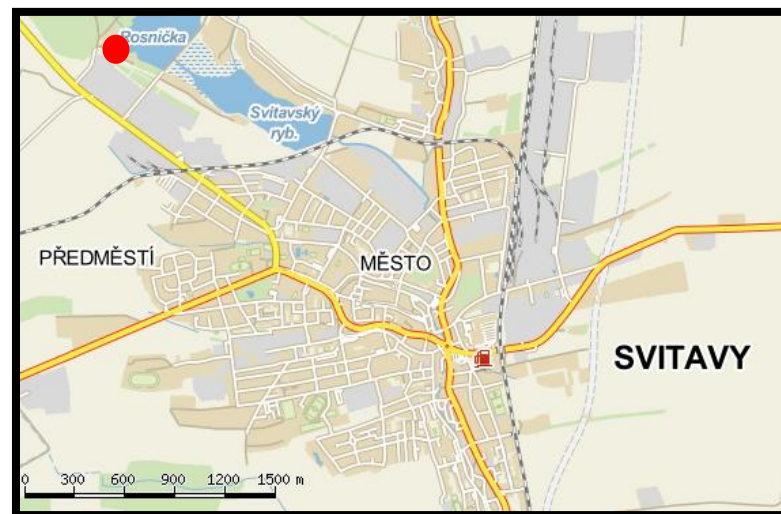 Rosnička
Svitavský
ryb.
PŘEDMĚSTÍ
MĚSTO
SVITAVY
0 300 600 900 1200 1500 m